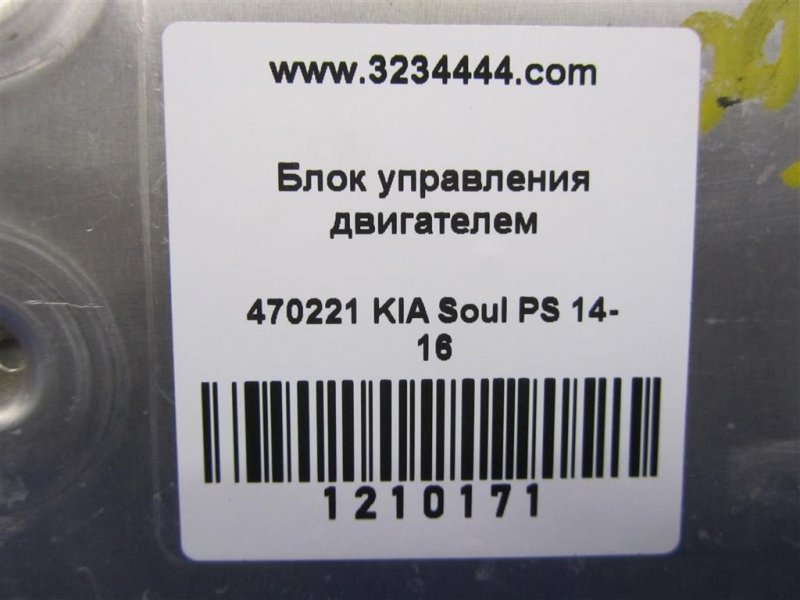 www.3234444.com
Блок управления
двигателем
470221 KIA Soul PS 14-
16
1210171